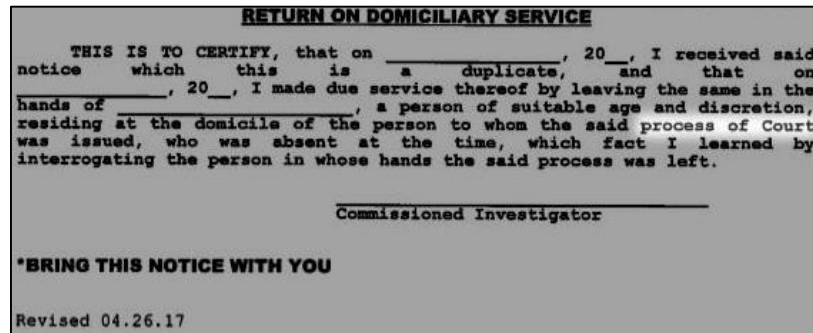 RETURN ON DOMICILIARY SERVICE
THIS IS TO CERTIFY, that on _______________, 20__, I received said
notice which this is a duplicate, and that on
_____________, 20__, I made due service thereof by leaving the same in the
hands of ____________________, a person of suitable age and discretion,
residing at the domicile of the person to whom the said process of Court
was issued, who was absent at the time, which fact I learned by
interrogating the person in whose hands the said process was left.
Commissioned Investigator
*BRING THIS NOTICE WITH YOU
Revised 04.26.17